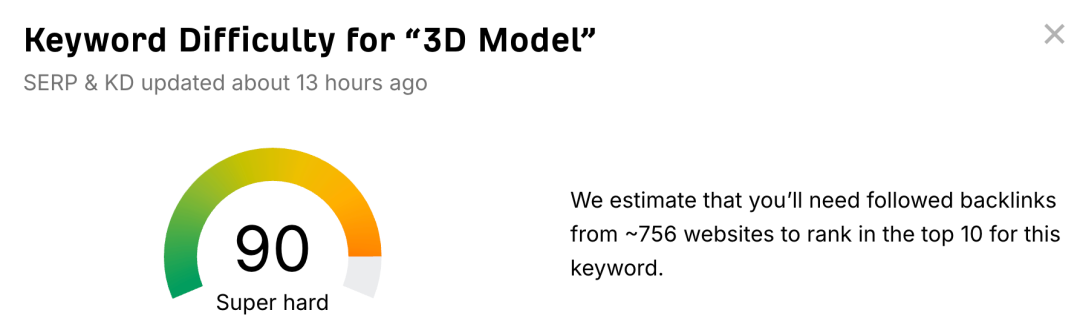 Keyword Difficulty for “3D Model”
SERP & KD updated about 13 hours ago
90
Super hard
We estimate that you’ll need followed backlinks
from ~756 websites to rank in the top 10 for this
keyword.